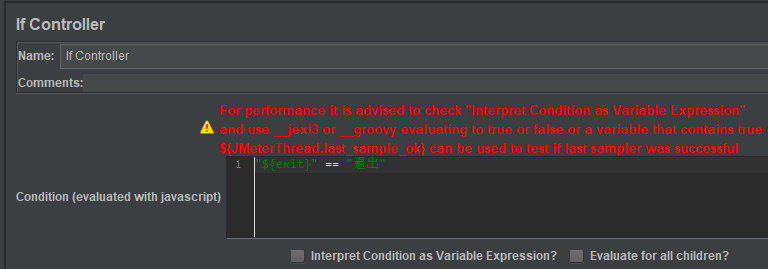 If Controller
Name: If Controller
Comments:
For performance it is advised to check "Interpret Condition as Variable Expression"
and use __jexl3 or __groovy evaluating to true or false or a variable that contains true
${JMeterThread.last_sample_ok} can be used to test if last sampler was successful
1 "${exit}" == "退出"
Condition (evaluated with javascript)
Interpret Condition as Variable Expression? Evaluate for all children?